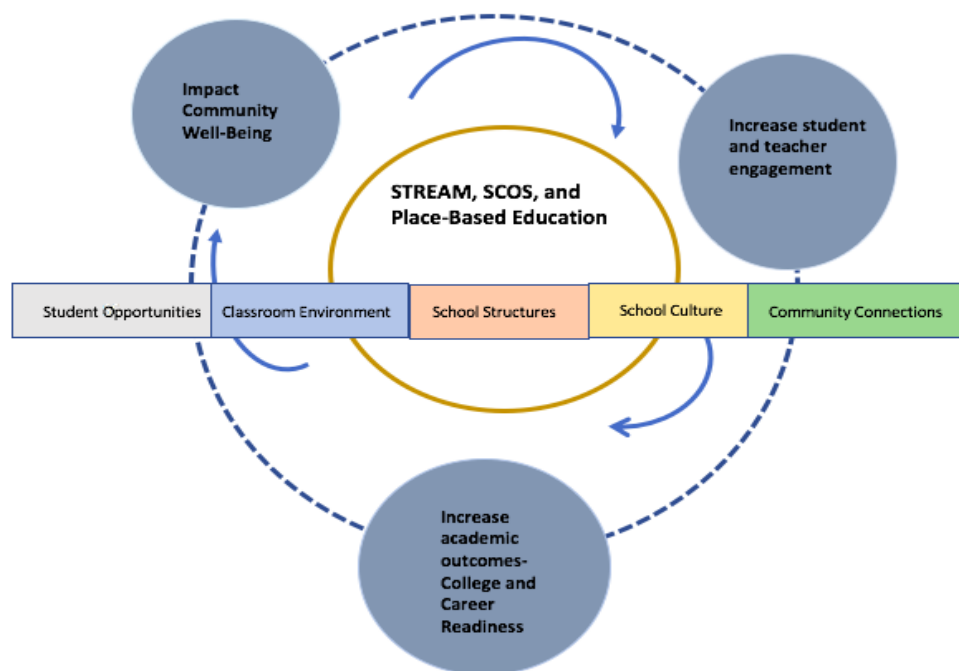 Impact
Community
Well-Being
Increase student
and teacher
engagement
STREAM, SCOS, and
Place-Based Education
Student Opportunities
Classroom Environment
School Structures
School Culture
Community Connections
Increase
academic
outcomes-
College and
Career
Readiness